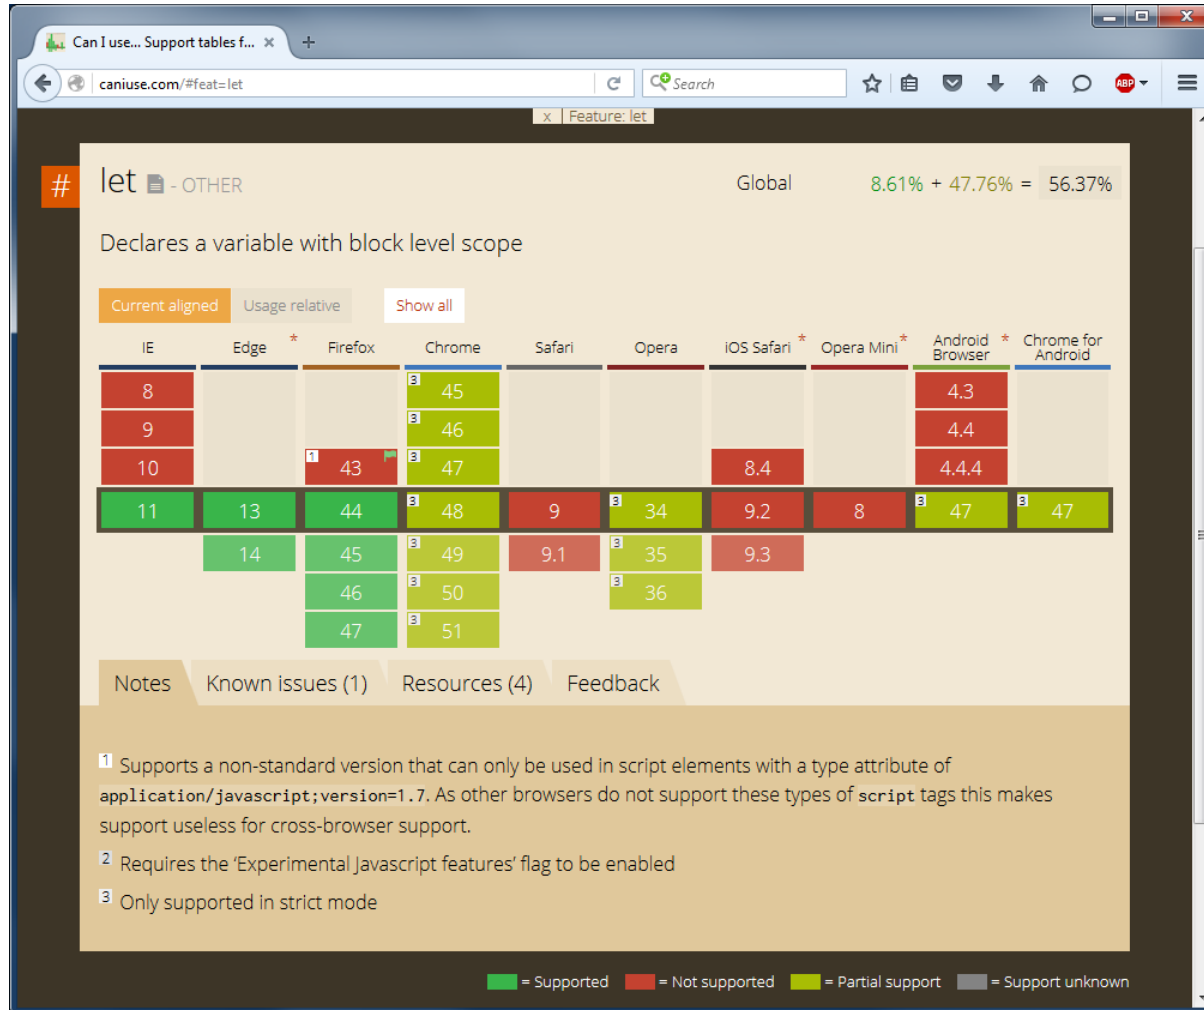 Can I use... Support tables f...
caniuse.com/#feat=let
Search
ABP
x | Feature: let
# let - OTHER
Global 8.61% + 47.76% = 56.37%
Declares a variable with block level scope
Current aligned Usage relative Show all
IE Edge * Firefox Chrome Safari Opera iOS Safari * Opera Mini * Android Browser * Chrome for Android
8 3 45 4.3
9 3 46 4.4
10 1 43 3 47 8.4 4.4.4
11 13 44 3 48 9 3 34 9.2 8 3 47 3 47
14 45 3 49 9.1 3 35 9.3
46 3 50 3 36
47 3 51
Notes Known issues (1) Resources (4) Feedback
1 Supports a non-standard version that can only be used in script elements with a type attribute of
application/javascript;version=1.7. As other browsers do not support these types of script tags this makes
support useless for cross-browser support.
2 Requires the ‘Experimental Javascript features’ flag to be enabled
3 Only supported in strict mode
= Supported = Not supported = Partial support = Support unknown